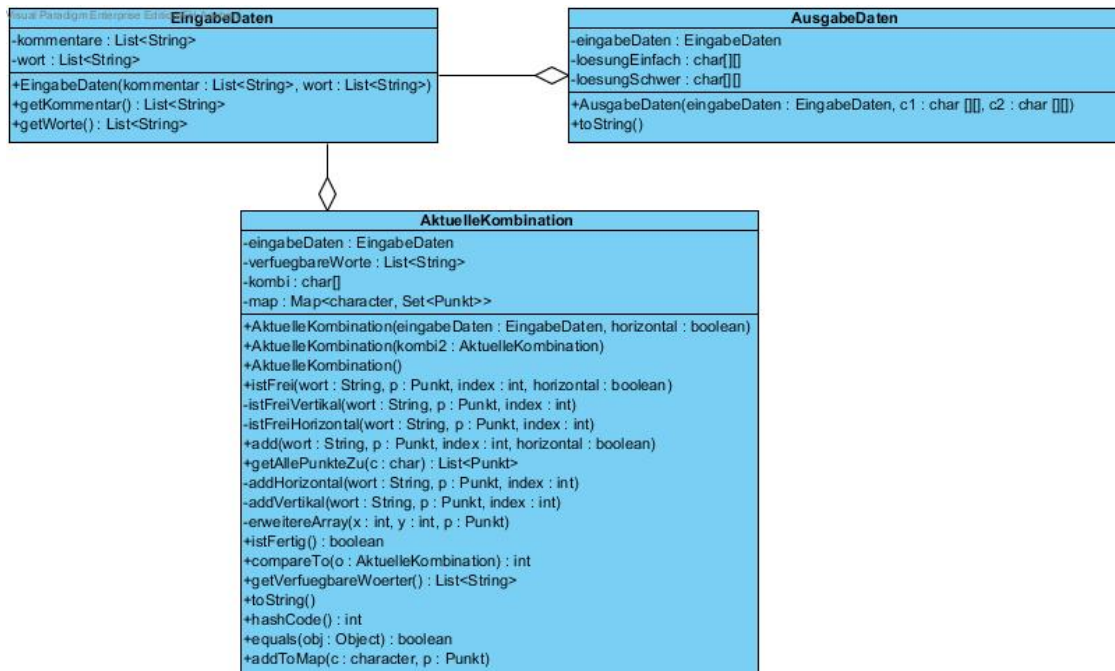 Visual Paradigm Enterprise Edition
EingabeDaten
-kommentare : List<String>
-wort : List<String>
+EingabeDaten(kommentar : List<String>, wort : List<String>)
+getKommentar() : List<String>
+getWorte() : List<String>
AusgabeDaten
-eingabeDaten : EingabeDaten
-loesungEinfach : char[][]
-loesungSchwer : char[][]
+AusgabeDaten(eingabeDaten : EingabeDaten, c1 : char [][], c2 : char [][])
+toString()
AktuelleKombination
-eingabeDaten : EingabeDaten
-verfuegbareWorte : List<String>
-kombi : char[]
-map : Map<character, Set<Punkt>>
+AktuelleKombination(eingabeDaten : EingabeDaten, horizontal : boolean)
+AktuelleKombination(kombi2 : AktuelleKombination)
+AktuelleKombination()
+istFrei(wort : String, p : Punkt, index : int, horizontal : boolean)
-istFreiVertikal(wort : String, p : Punkt, index : int)
-istFreiHorizontal(wort : String, p : Punkt, index : int)
+add(wort : String, p : Punkt, index : int, horizontal : boolean)
+getAllePunkteZu(c : char) : List<Punkt>
-addHorizontal(wort : String, p : Punkt, index : int)
-addVertikal(wort : String, p : Punkt, index : int)
-erweitereArray(x : int, y : int, p : Punkt)
+istFertig() : boolean
+compareTo(o : AktuelleKombination) : int
+getVerfuegbareWoerter() : List<String>
+toString()
+hashCode() : int
+equals(obj : Object) : boolean
+addToMap(c : character, p : Punkt)